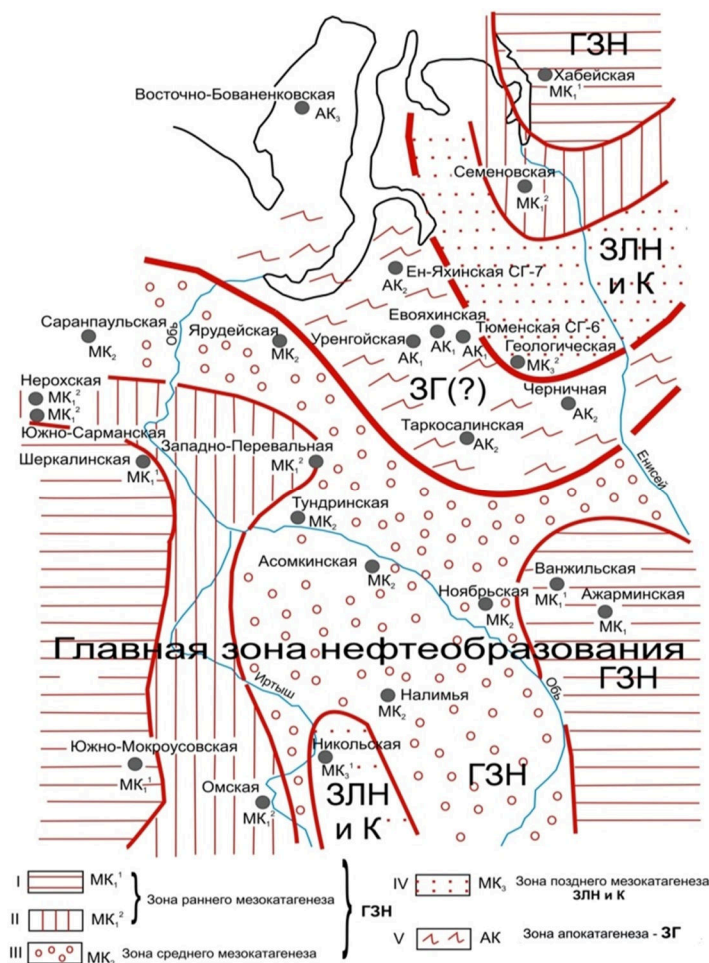 ГЗН
Хабейская
МК₁¹
Восточно-Бованенковская
АК₃
Семеновская
МК₁²
ЗЛН
и К
Ен-Яхинская СГ-7
АК₂
Евояхинская
АК₁
Тюменская СГ-6
АК₁
Саранпаульская
МК₂
Обь
Ярудейская
МК₂
Уренгойская
АК₁
Геологическая
МК₃²
ЗГ(?)
Черничная
АК₂
Нерохская
МК₁²
МК₁²
Южно-Сарманская
Западно-Перевальная
МК₁²
Таркосалинская
АК₂
Шеркалинская
МК₁¹
Енисей
Тундринская
МК₂
Асомкинская
МК₂
Ноябрьская
МК₂
Ванжильская
МК₁¹
Ажарминская
МК₁
Главная зона нефтеобразования
ГЗН
Иртыш
Обь
Налимья
МК₂
Южно-Мокроусовская
МК₁¹
Никольская
МК₃¹
ГЗН
Омская
МК₁²
ЗЛН
и К
I МК₁¹
II МК₁²
Зона раннего мезокатагенеза
III МК₂ Зона среднего мезокатагенеза
ГЗН
IV МК₃ Зона позднего мезокатагенеза
ЗЛН и К
V АК Зона апокатагенеза - ЗГ